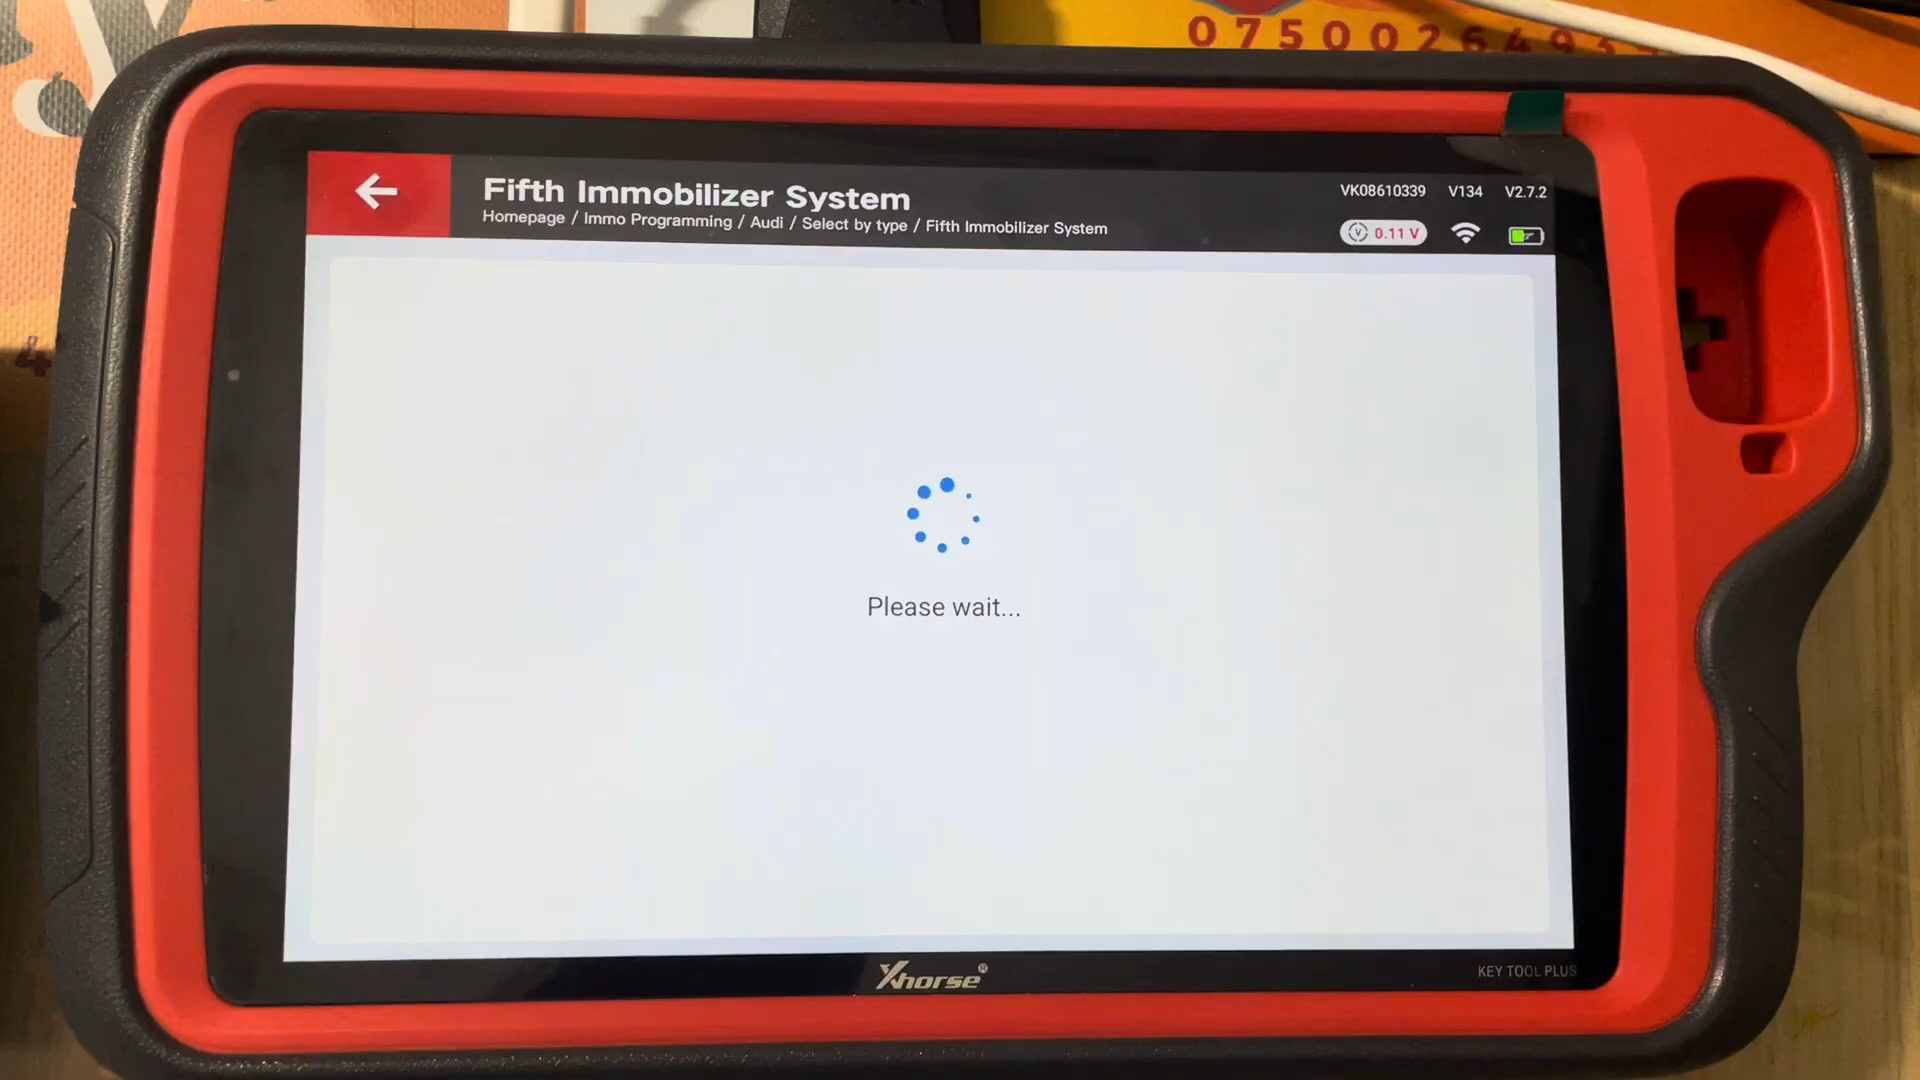 Fifth Immobilizer System
Homepage / Immo Programming / Audi / Select by type / Fifth Immobilizer System
VK08610339 V134 V2.7.2
0.11 V
Please wait...
Xhorse®
KEY TOOL PLUS